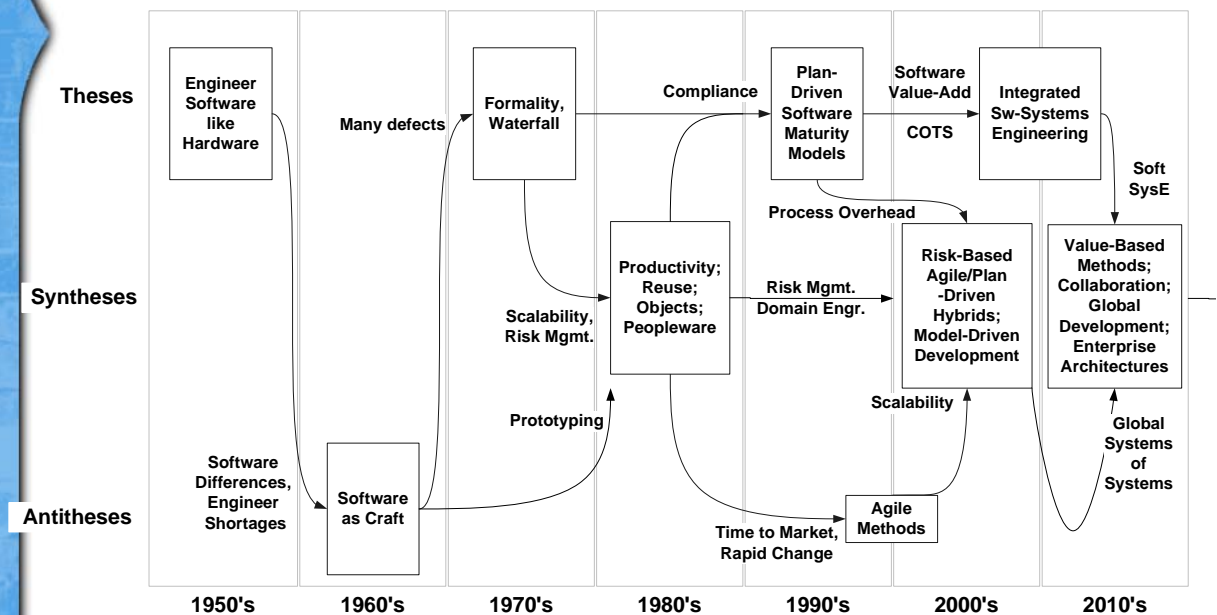 Theses
Engineer
Software
like
Hardware
Many defects
Formality,
Waterfall
Compliance
Plan-
Driven
Software
Maturity
Models
Software
Value-Add
COTS
Integrated
Sw-Systems
Engineering
Soft
SysE
Process Overhead
Syntheses
Scalability,
Risk Mgmt.
Productivity;
Reuse;
Objects;
Peopleware
Risk Mgmt.
Domain Engr.
Risk-Based
Agile/Plan
-Driven
Hybrids;
Model-Driven
Development
Value-Based
Methods;
Collaboration;
Global
Development;
Enterprise
Architectures
Prototyping
Scalability
Global
Systems
of
Systems
Antitheses
Software
Differences,
Engineer
Shortages
Software
as Craft
Time to Market,
Rapid Change
Agile
Methods
1950's
1960's
1970's
1980's
1990's
2000's
2010's